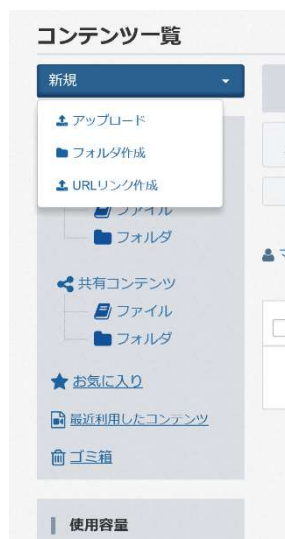 コンテンツ一覧
新規
アップロード
フォルダ作成
URLリンク作成
ファイル
フォルダ
共有コンテンツ
ファイル
フォルダ
お気に入り
最近利用したコンテンツ
ゴミ箱
使用容量